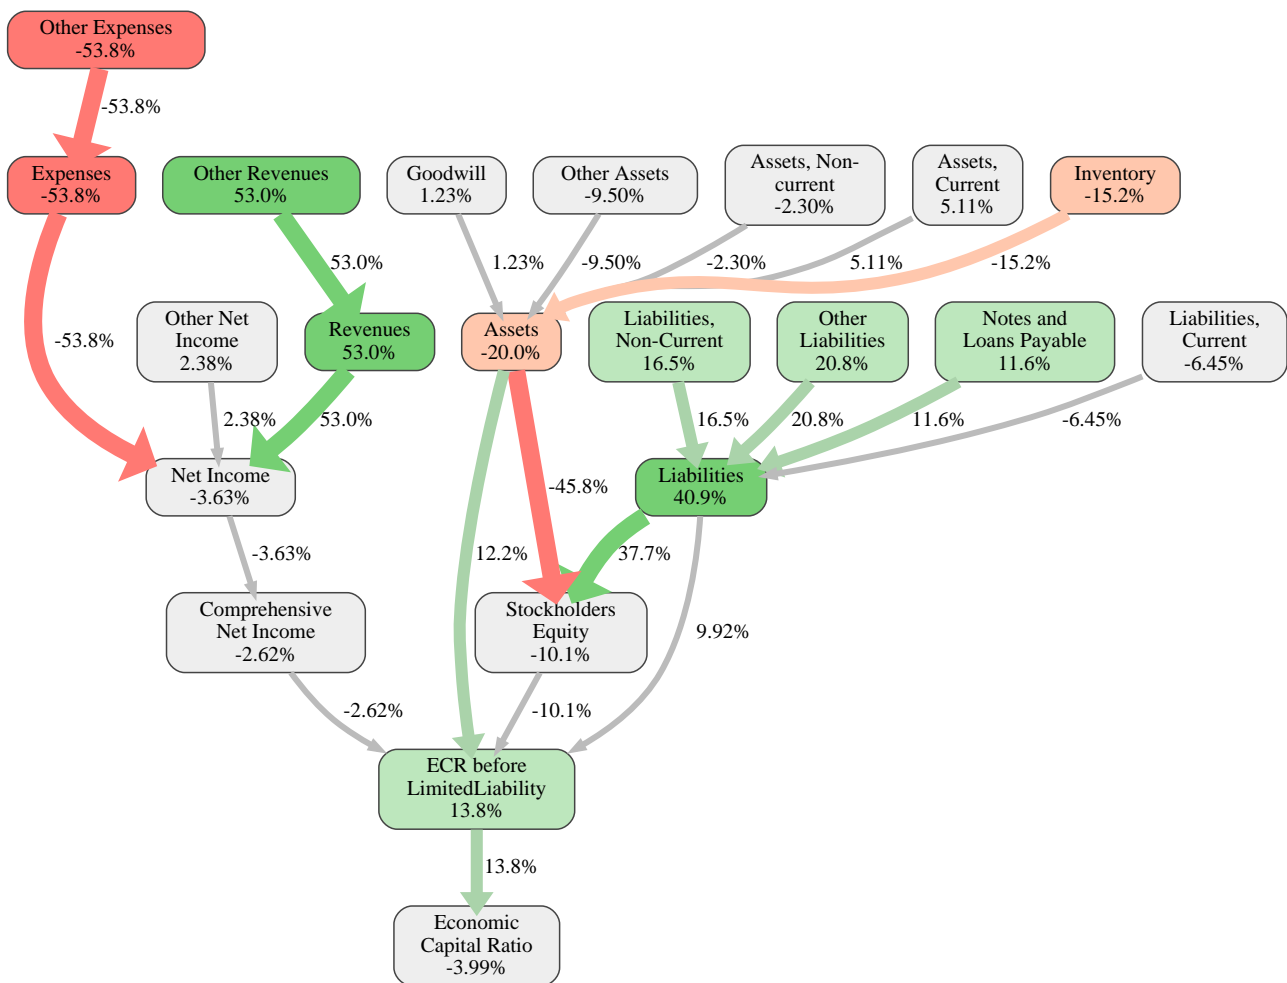 Other Expenses
-53.8%
-53.8%
Expenses
-53.8%
Other Revenues
53.0%
Goodwill
1.23%
Other Assets
-9.50%
Assets, Non-
current
-2.30%
Assets,
Current
5.11%
Inventory
-15.2%
53.0%
1.23%
-9.50%
-2.30%
5.11%
-15.2%
-53.8%
Other Net
Income
2.38%
Revenues
53.0%
Assets
-20.0%
Liabilities,
Non-Current
16.5%
Other
Liabilities
20.8%
Notes and
Loans Payable
11.6%
Liabilities,
Current
-6.45%
2.38%
53.0%
16.5%
20.8%
11.6%
-6.45%
Net Income
-3.63%
-45.8%
Liabilities
40.9%
-3.63%
12.2%
37.7%
Comprehensive
Net Income
-2.62%
Stockholders
Equity
-10.1%
9.92%
-2.62%
-10.1%
ECR before
LimitedLiability
13.8%
13.8%
Economic
Capital Ratio
-3.99%